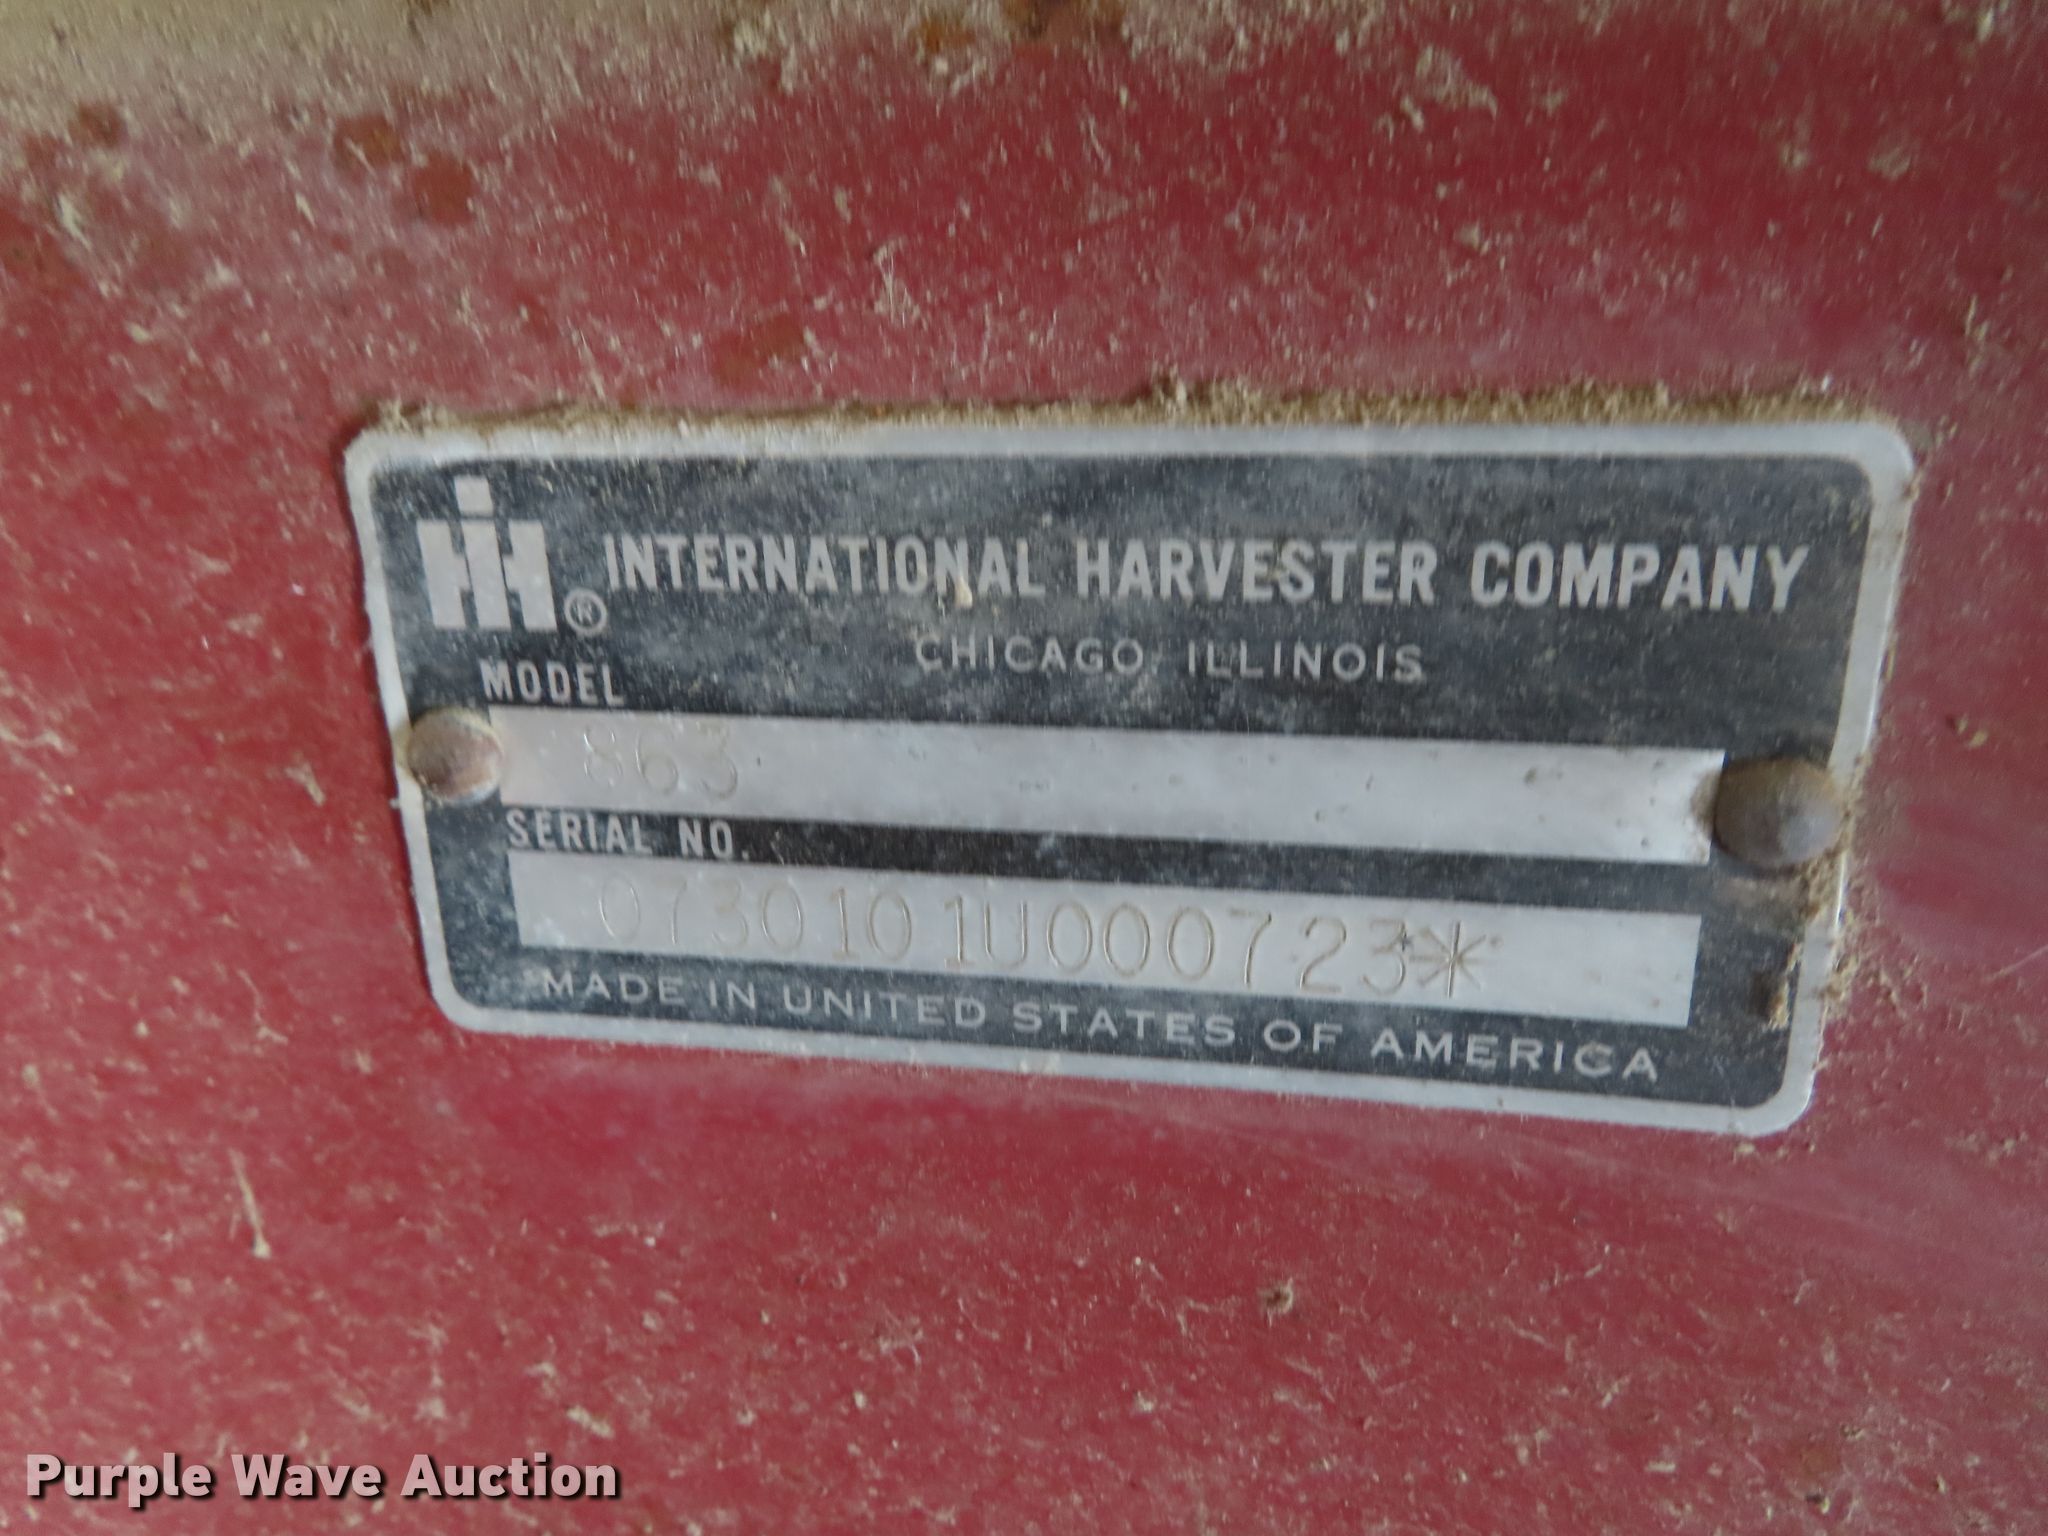 IH® INTERNATIONAL HARVESTER COMPANY
CHICAGO, ILLINOIS
MODEL
863
SERIAL NO.
0730101U000723*
MADE IN UNITED STATES OF AMERICA
Purple Wave Auction